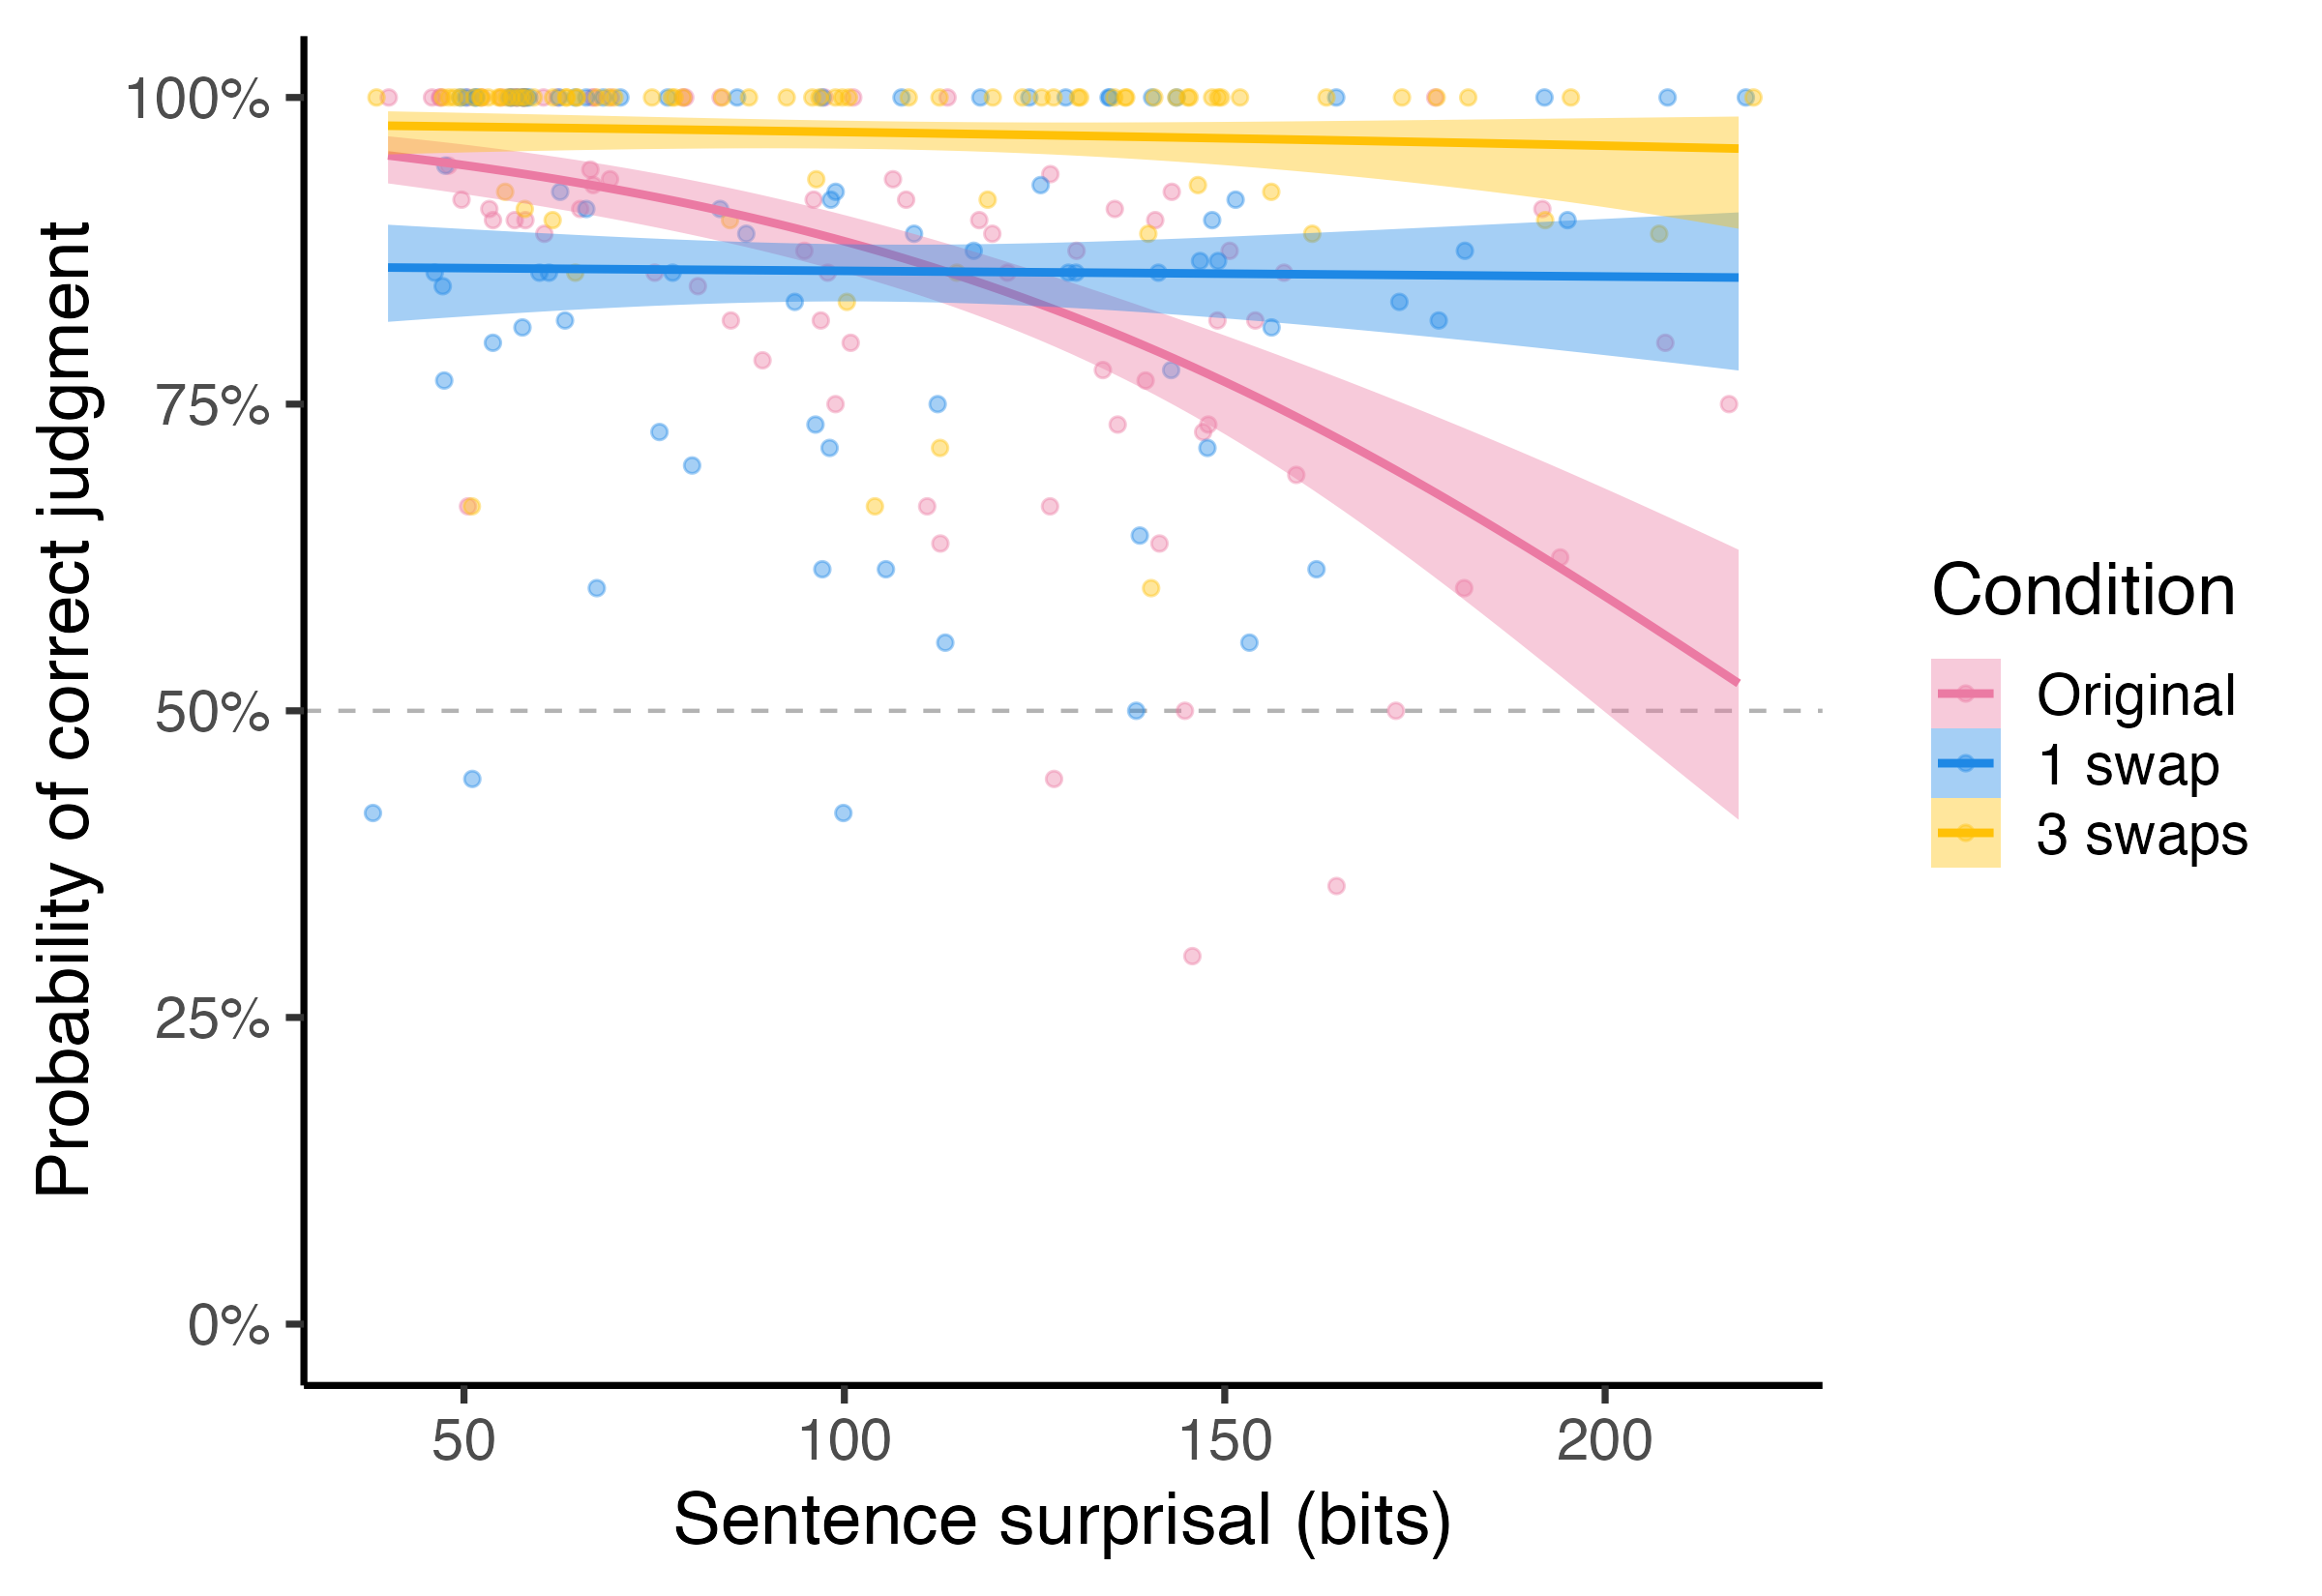 Probability of correct judgment
100%
75%
50%
25%
0%
50 100 150 200
Sentence surprisal (bits)
Condition
Original
1 swap
3 swaps